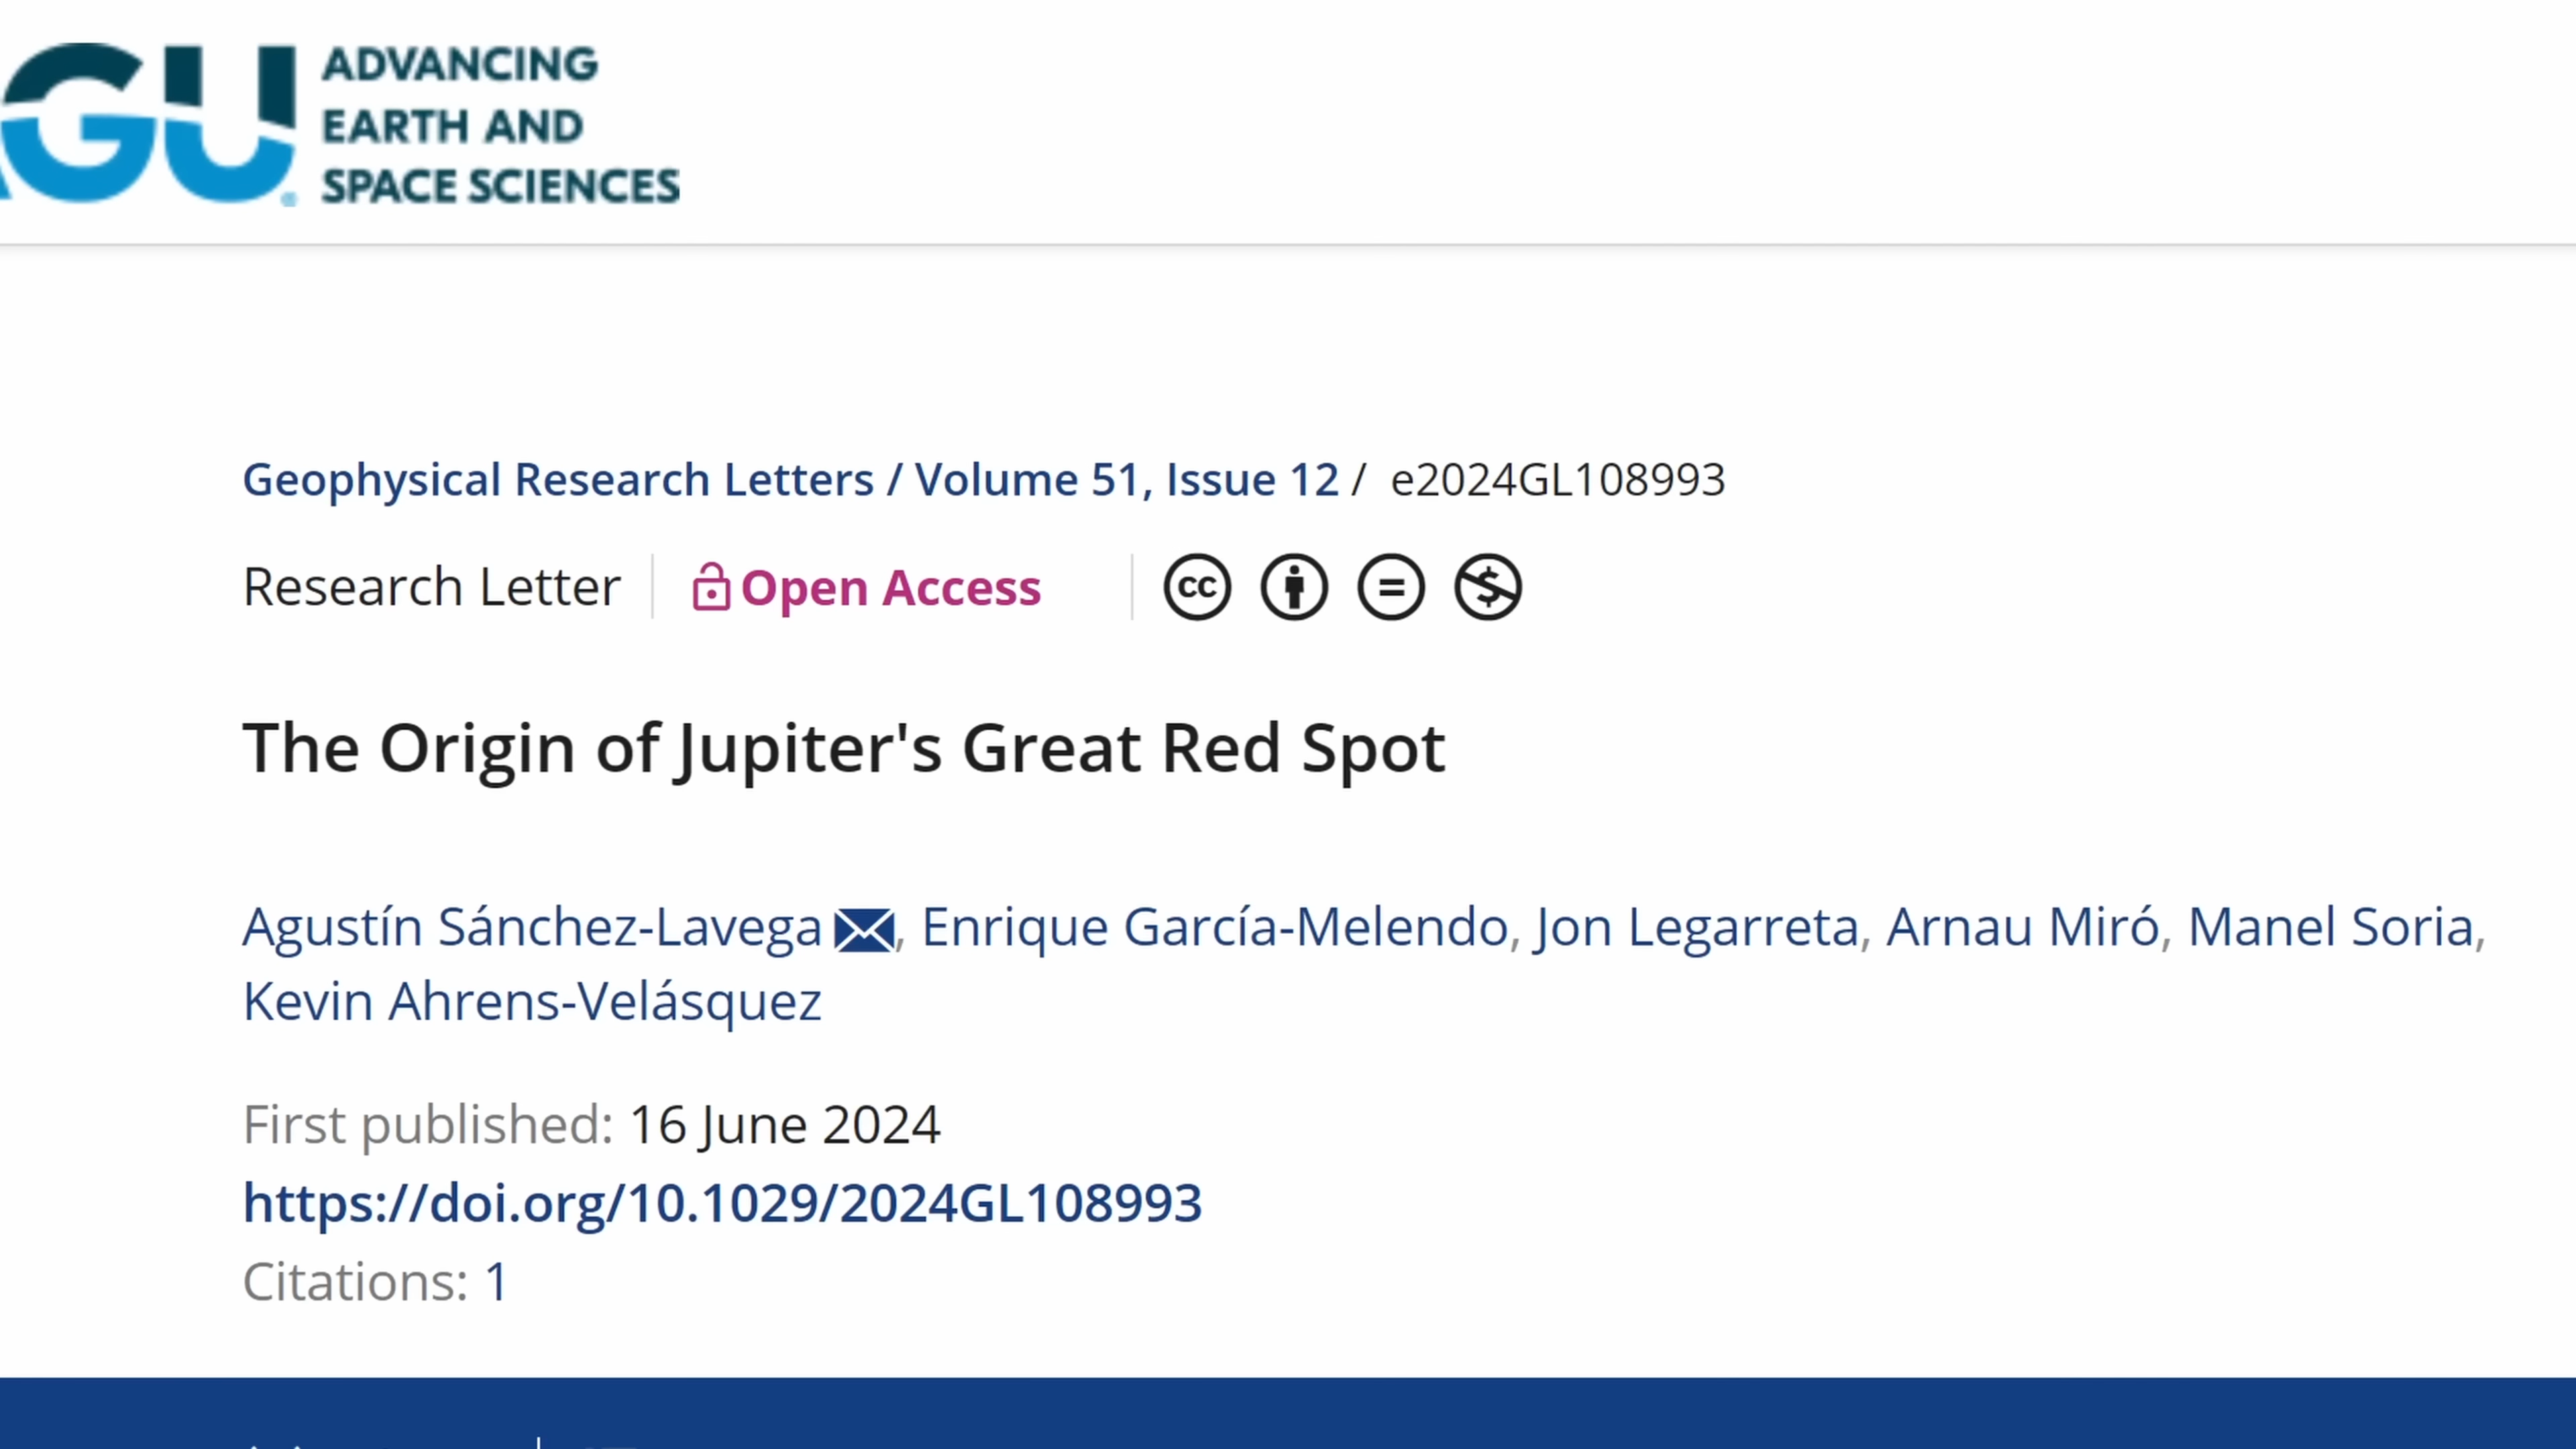 AGU ADVANCING
EARTH AND
SPACE SCIENCES
Geophysical Research Letters / Volume 51, Issue 12 / e2024GL108993
Research Letter Open Access
The Origin of Jupiter's Great Red Spot
Agustín Sánchez-Lavega, Enrique García-Melendo, Jon Legarreta, Arnau Miró, Manel Soria,
Kevin Ahrens-Velásquez
First published: 16 June 2024
https://doi.org/10.1029/2024GL108993
Citations: 1